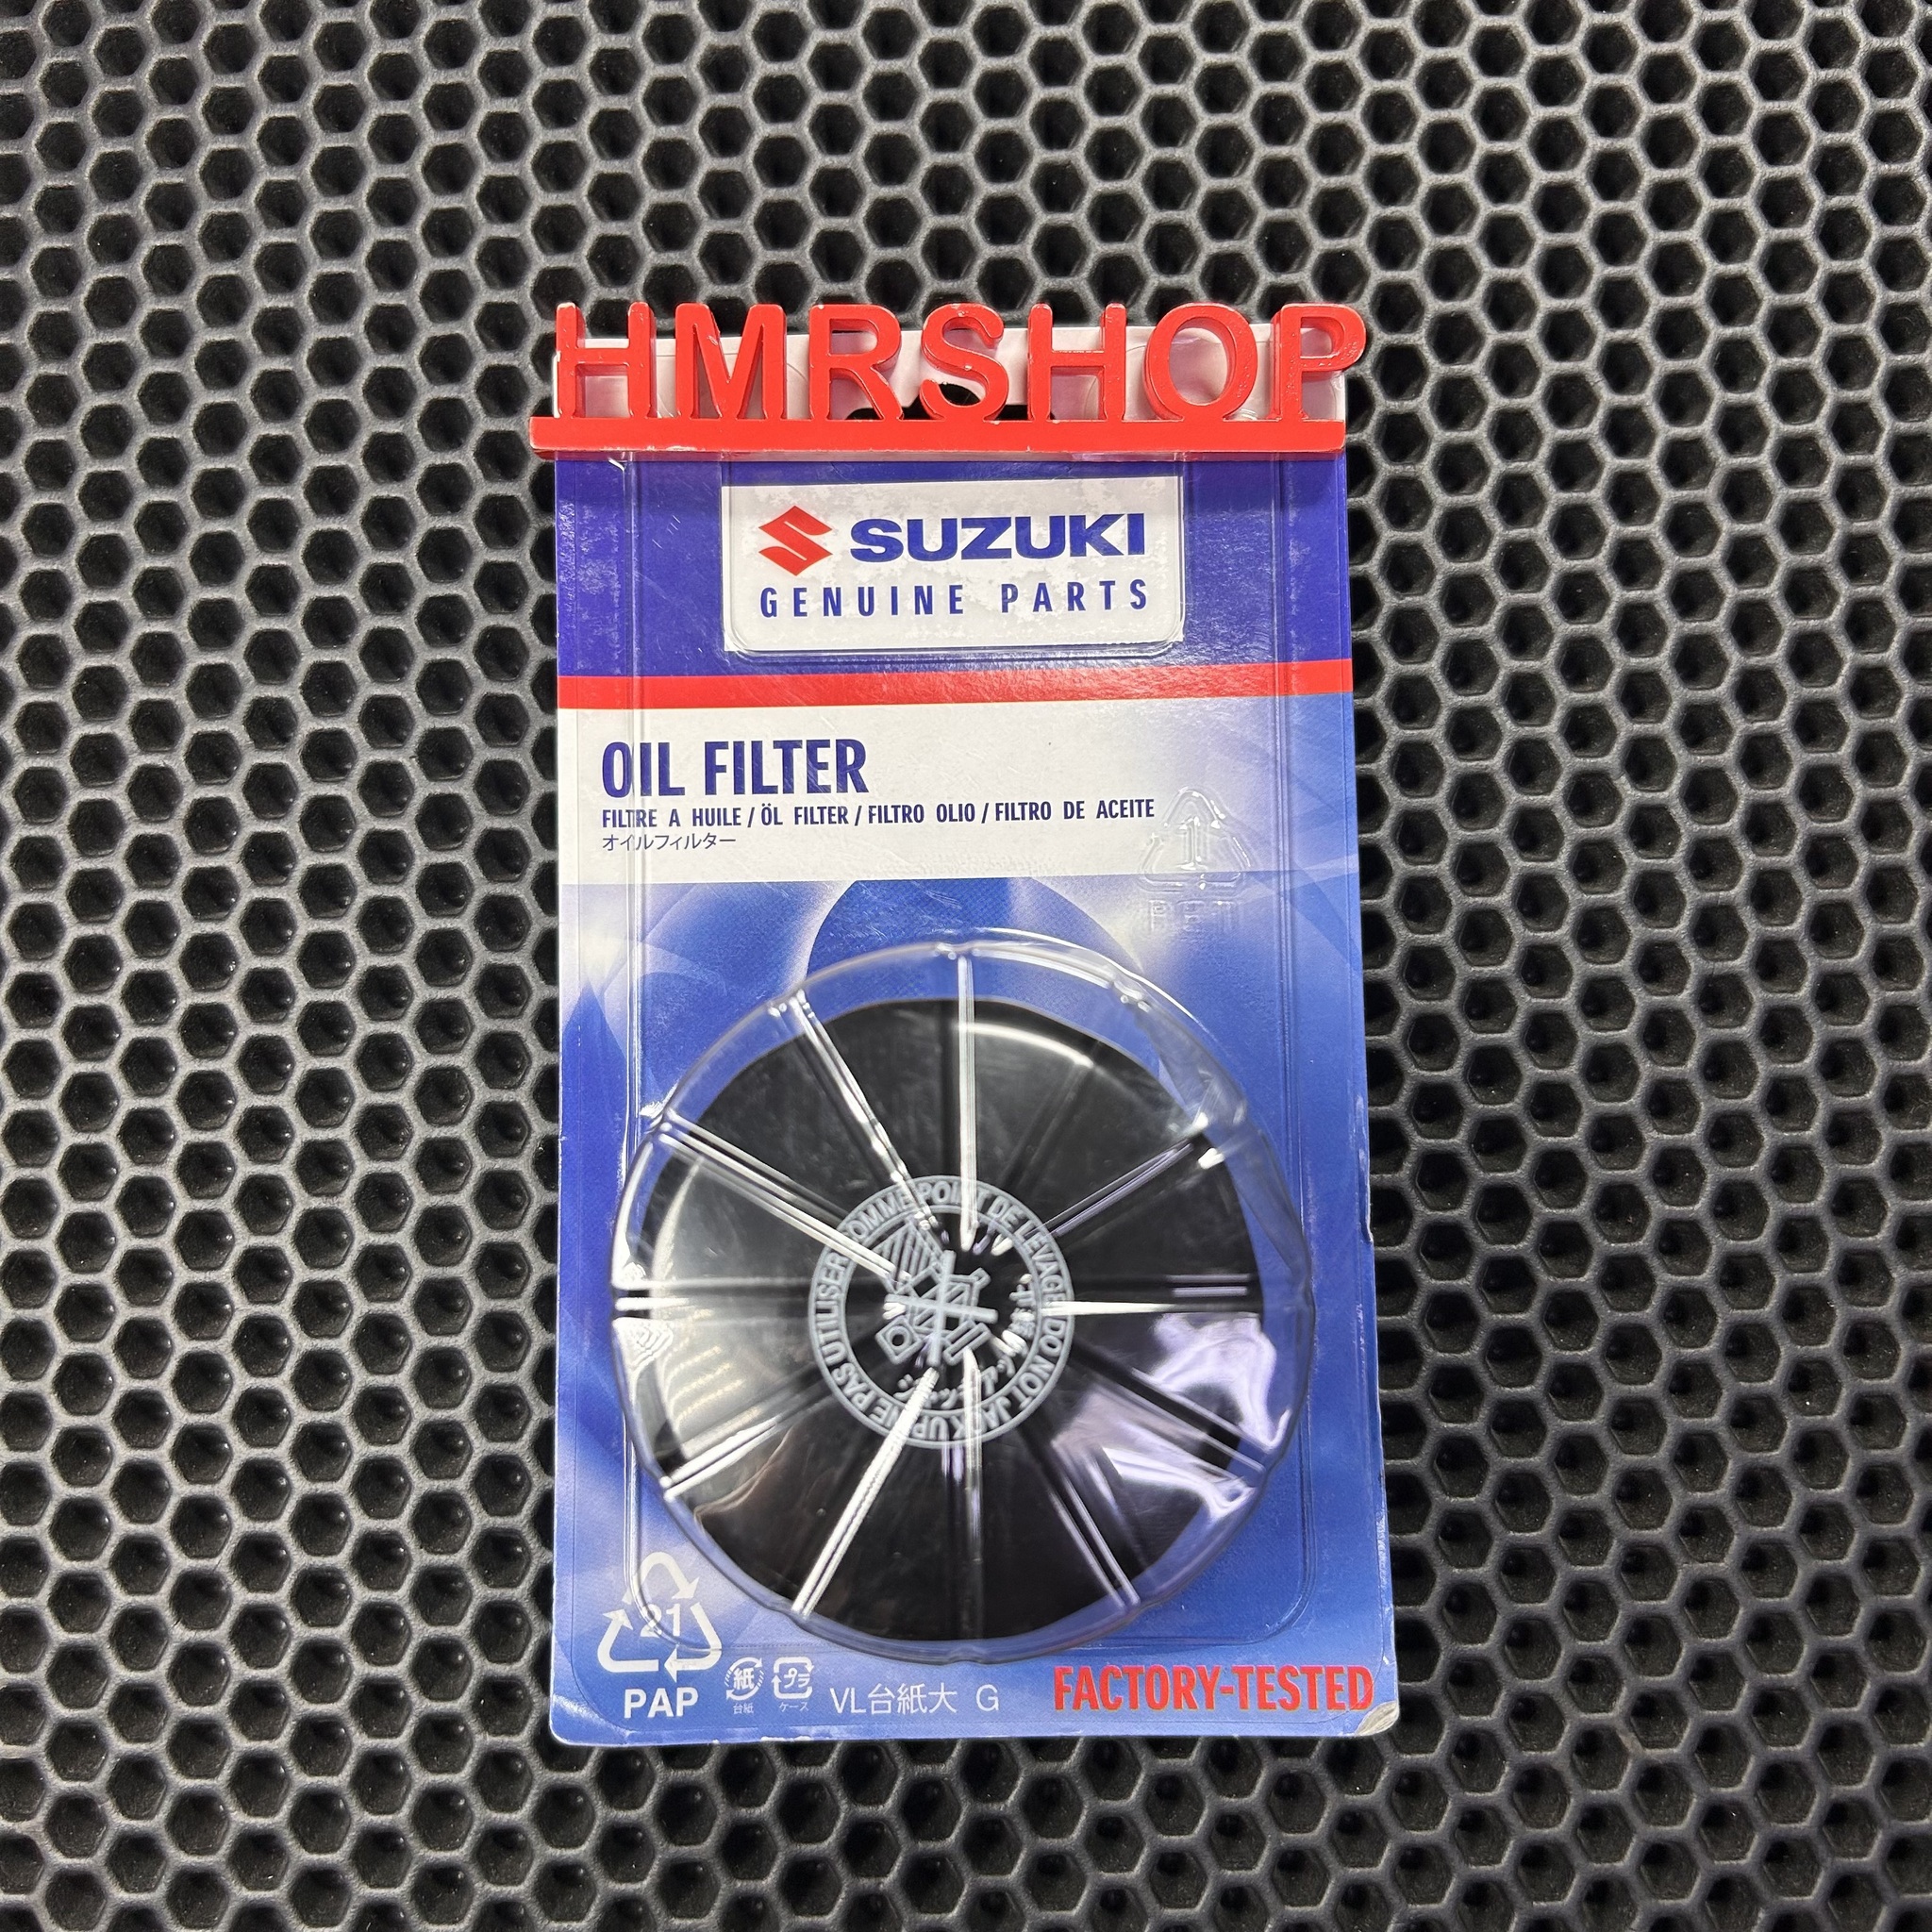 HMRSHOP
SUZUKI
GENUINE PARTS
OIL FILTER
FILTRE A HUILE / ÖL FILTER / FILTRO OLIO / FILTRO DE ACEITE
オイルフィルター
1
PET
NE PAS UTILISER COMME POINT DE LEVAGE DO NOT JACK UP
21
PAP
紙
台紙
プラ
ケース
VL台紙大 G
FACTORY-TESTED